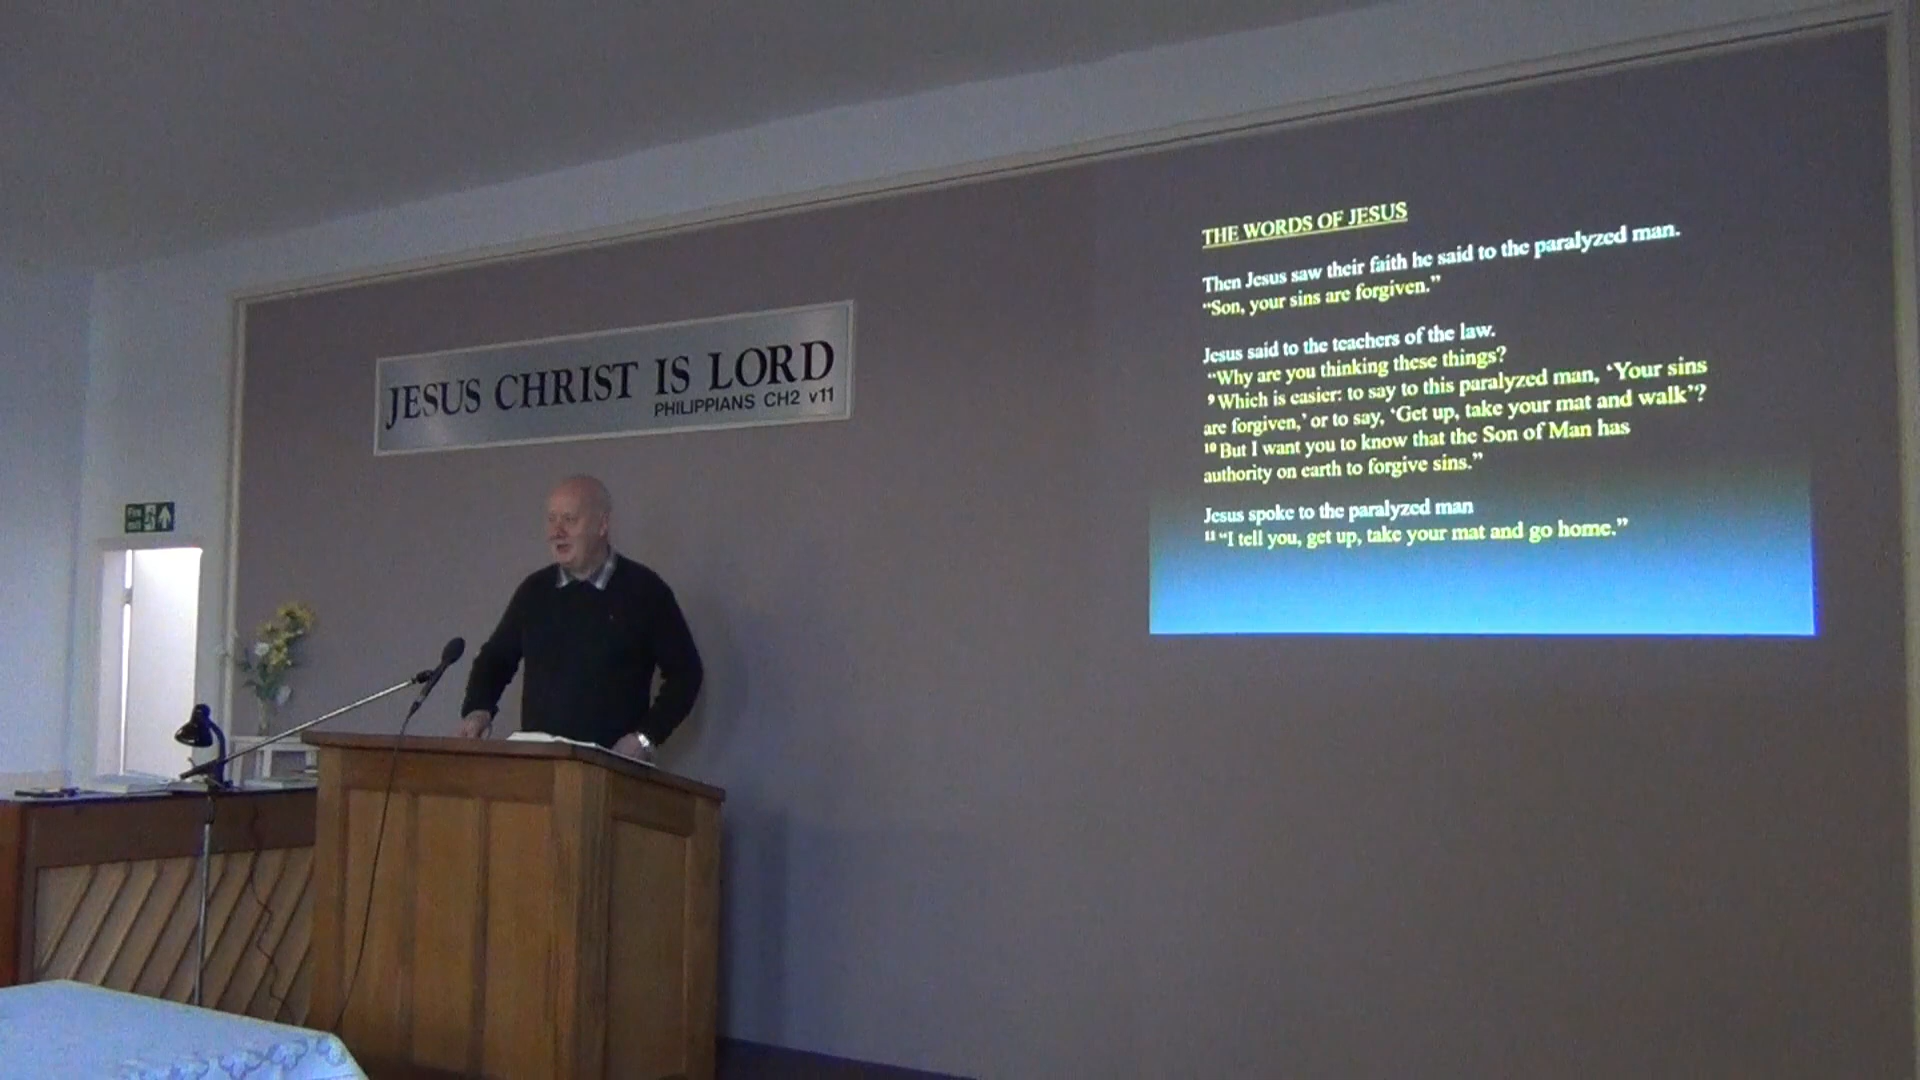 JESUS CHRIST IS LORD
PHILIPPIANS CH2 v11
Fire
exit
THE WORDS OF JESUS
Then Jesus saw their faith he said to the paralyzed man.
“Son, your sins are forgiven.”
Jesus said to the teachers of the law.
“Why are you thinking these things?
⁹ Which is easier: to say to this paralyzed man, ‘Your sins
are forgiven,’ or to say, ‘Get up, take your mat and walk’?
¹⁰ But I want you to know that the Son of Man has
authority on earth to forgive sins.”
Jesus spoke to the paralyzed man
¹¹ “I tell you, get up, take your mat and go home.”